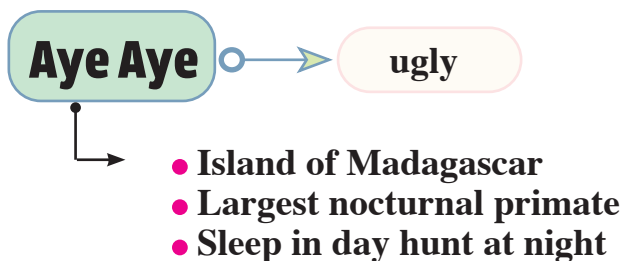 Aye Aye
ugly
Island of Madagascar
Largest nocturnal primate
Sleep in day hunt at night